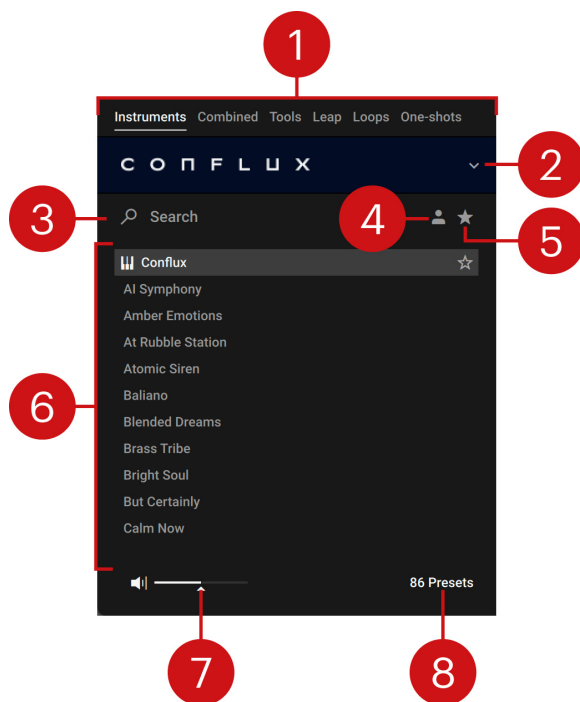 1
Instruments Combined Tools Leap Loops One-shots
CONFLUX
2
3
Search
4
5
Conflux
AI Symphony
Amber Emotions
At Rubble Station
Atomic Siren
Baliano
6
Blended Dreams
Brass Tribe
Bright Soul
But Certainly
Calm Now
86 Presets
7
8